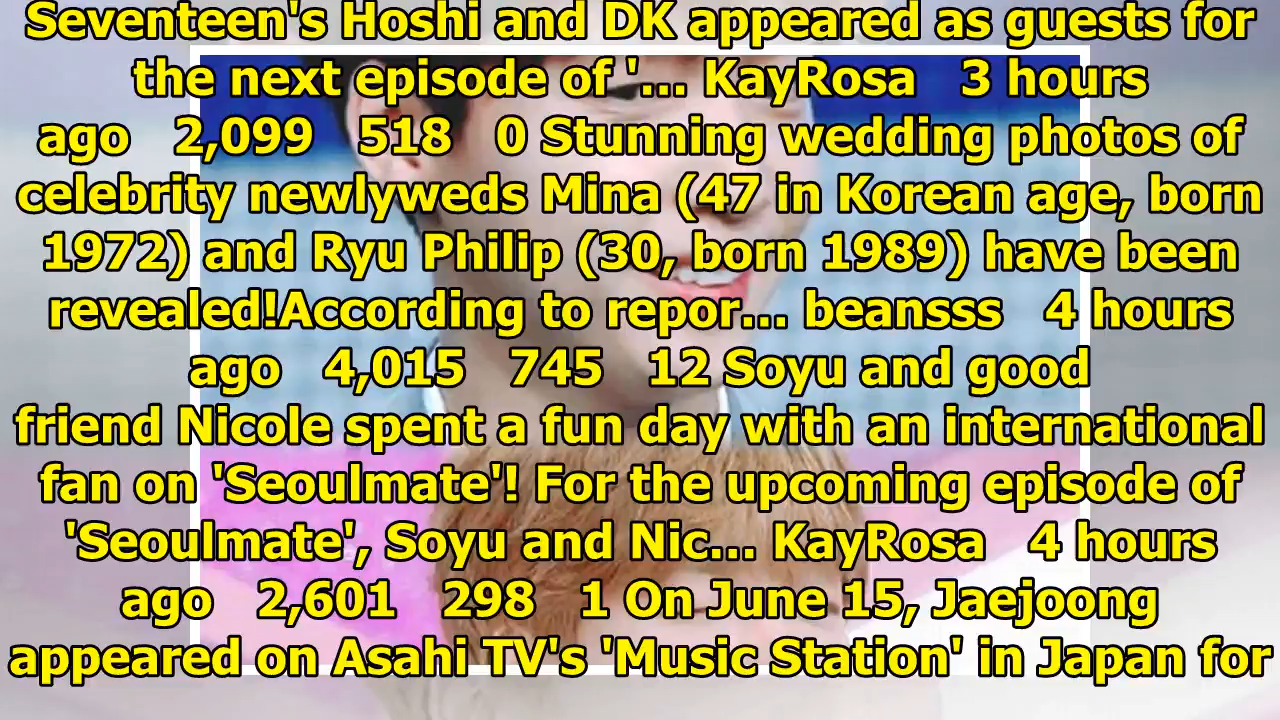 Seventeen's Hoshi and DK appeared as guests for
the next episode of '... KayRosa 3 hours
ago 2,099 518 0 Stunning wedding photos of
celebrity newlyweds Mina (47 in Korean age, born
1972) and Ryu Philip (30, born 1989) have been
revealed!According to repor... beansss 4 hours
ago 4,015 745 12 Soyu and good
friend Nicole spent a fun day with an international
fan on 'Seoulmate'! For the upcoming episode of
'Seoulmate', Soyu and Nic... KayRosa 4 hours
ago 2,601 298 1 On June 15, Jaejoong
appeared on Asahi TV's 'Music Station' in Japan for